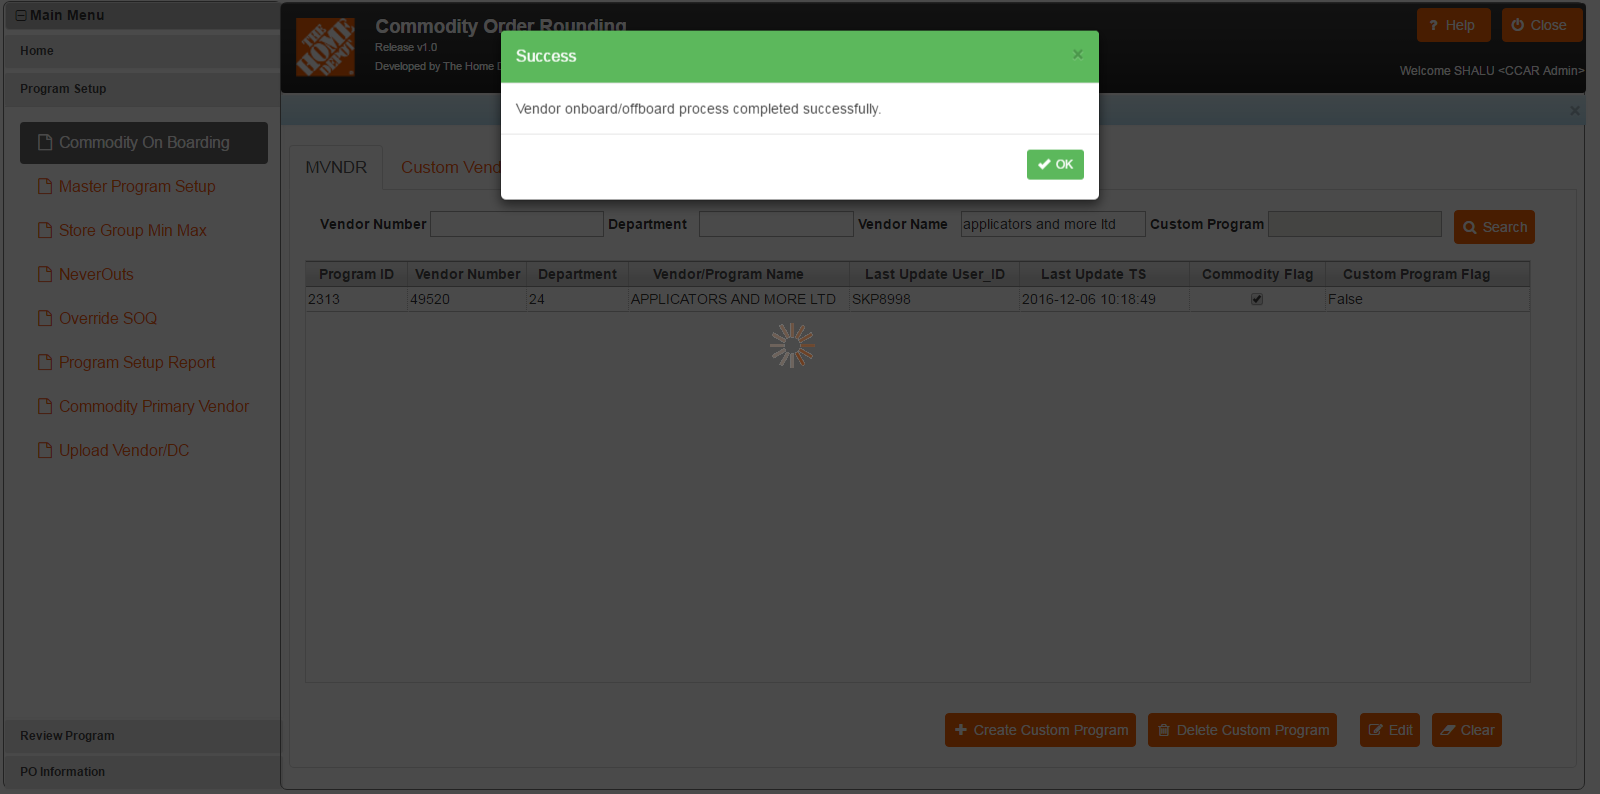 Main Menu
Home
Program Setup
Commodity On Boarding
Master Program Setup
Store Group Min Max
NeverOuts
Override SOQ
Program Setup Report
Commodity Primary Vendor
Upload Vendor/DC
Review Program
PO Information
THE HOME DEPOT
Commodity Order Rounding
Release v1.0
Developed by The Home
? Help
Close
Welcome SHALU <CCAR Admin>
Success ×
Vendor onboard/offboard process completed successfully.
OK
×
MVNDR Custom Vend
Vendor Number Department Vendor Name applicators and more ltd Custom Program Search
Program ID Vendor Number Department Vendor/Program Name Last Update User_ID Last Update TS Commodity Flag Custom Program Flag
2313 49520 24 APPLICATORS AND MORE LTD SKP8998 2016-12-06 10:18:49 False
Create Custom Program Delete Custom Program Edit Clear